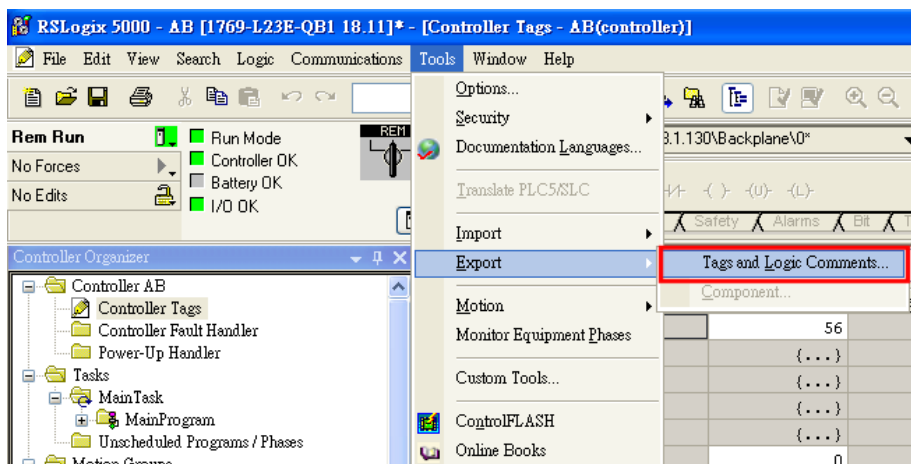 RSLogix 5000 - AB [1769-L23E-QB1 18.11]* - [Controller Tags - AB(controller)]
File Edit View Search Logic Communications Tools Window Help
Rem Run
No Forces
No Edits
Run Mode
Controller OK
Battery OK
I/O OK
REM
Options...
Security
Documentation Languages...
Translate PLC5/SLC
Import
Export
Motion
Monitor Equipment Phases
Custom Tools...
ControlFLASH
Online Books
Tags and Logic Comments...
Component...
3.1.130\Backplane\0*
Safety Alarms Bit
Controller Organizer
Controller AB
Controller Tags
Controller Fault Handler
Power-Up Handler
Tasks
MainTask
MainProgram
Unscheduled Programs / Phases
Motion Groups
56
{...}
{...}
{...}
{...}
0